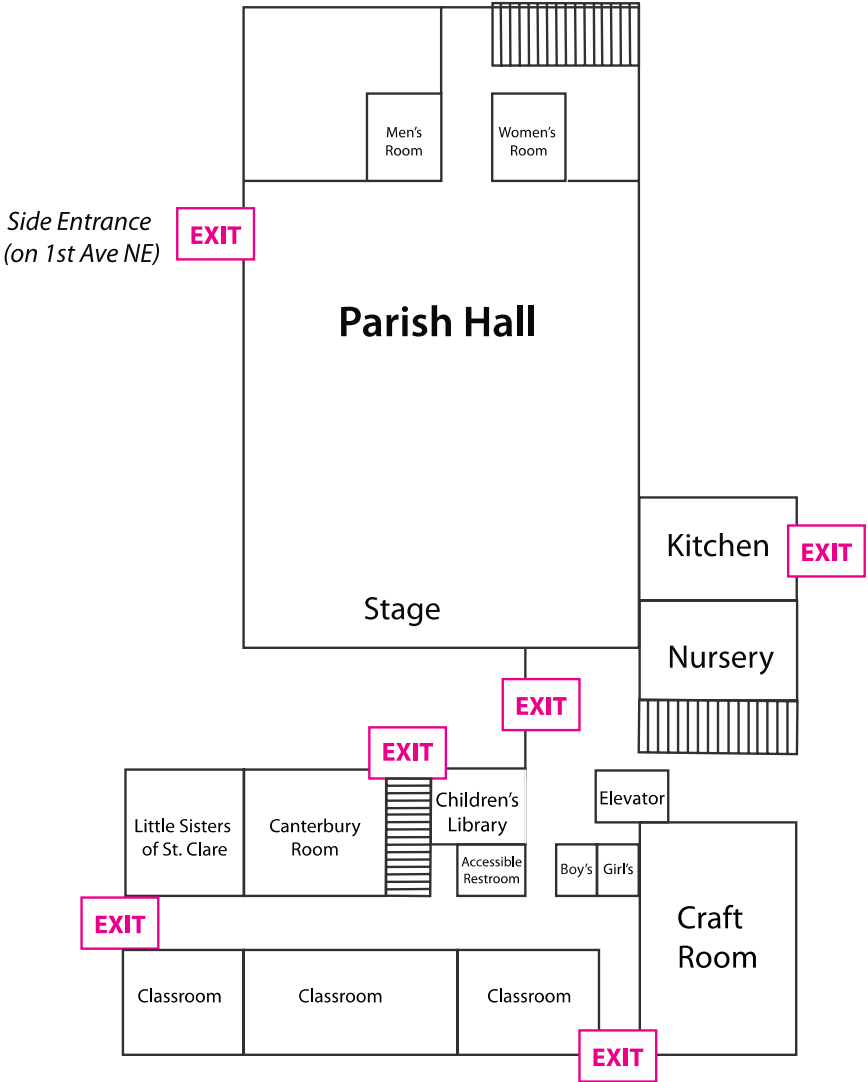 Men's
Room
Women's
Room
Side Entrance
(on 1st Ave NE)
EXIT
Parish Hall
Kitchen
EXIT
Stage
Nursery
EXIT
EXIT
Elevator
Children's
Library
Little Sisters
of St. Clare
Canterbury
Room
Accessible
Restroom
Boy's
Girl's
EXIT
Craft
Room
Classroom
Classroom
Classroom
EXIT